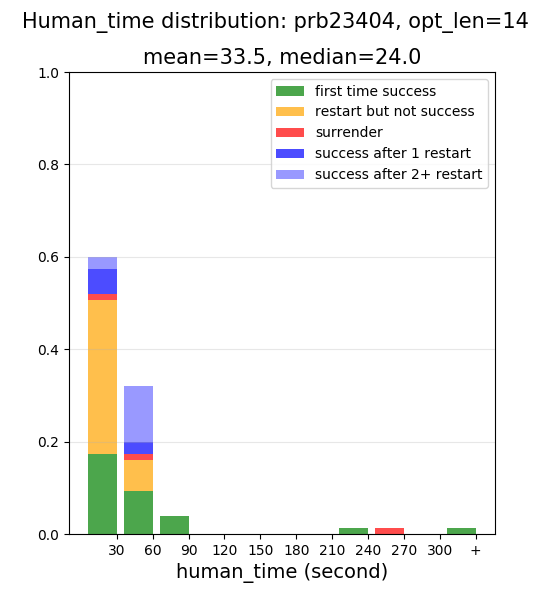 Human_time distribution: prb23404, opt_len=14
mean=33.5, median=24.0
1.0
0.8
0.6
0.4
0.2
0.0
first time success
restart but not success
surrender
success after 1 restart
success after 2+ restart
30 60 90 120 150 180 210 240 270 300 +
human_time (second)